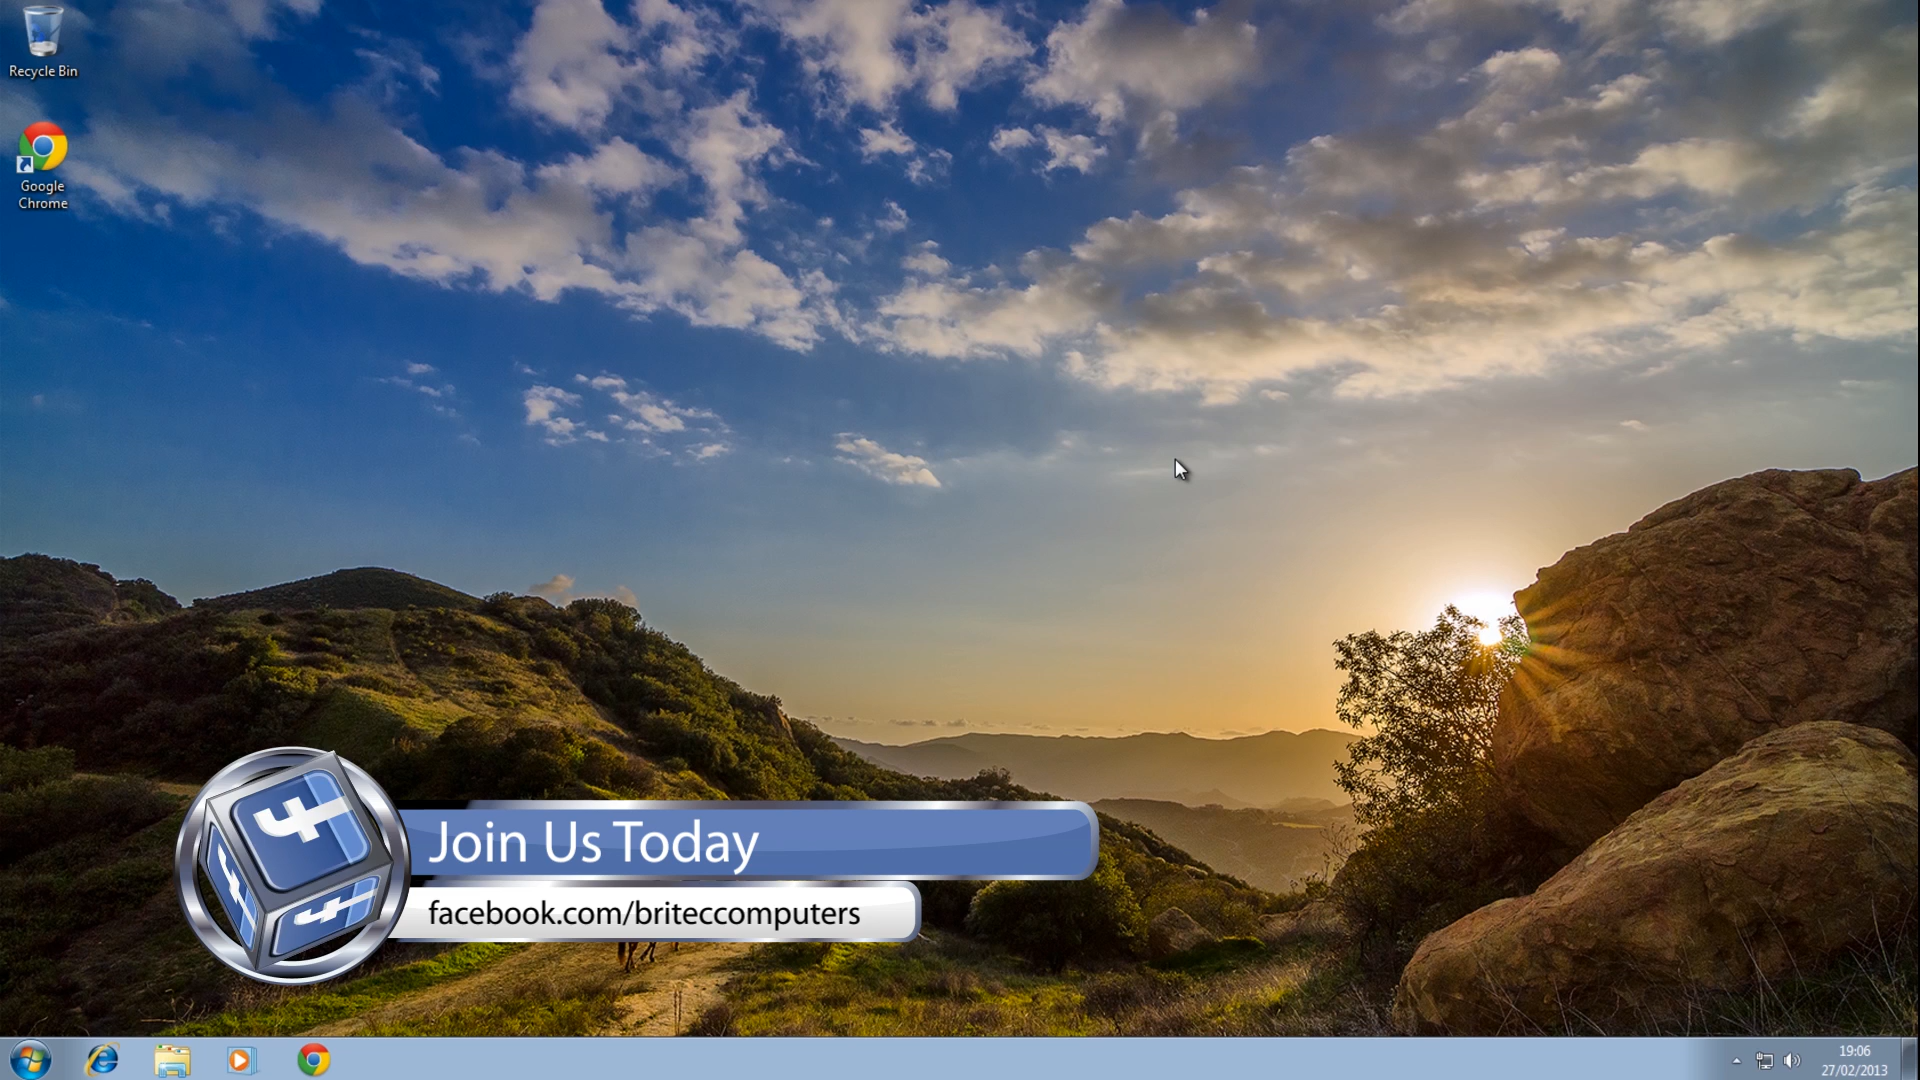 Recycle Bin
Google
Chrome
Join Us Today
facebook.com/briteccomputers
19:06
27/02/2013